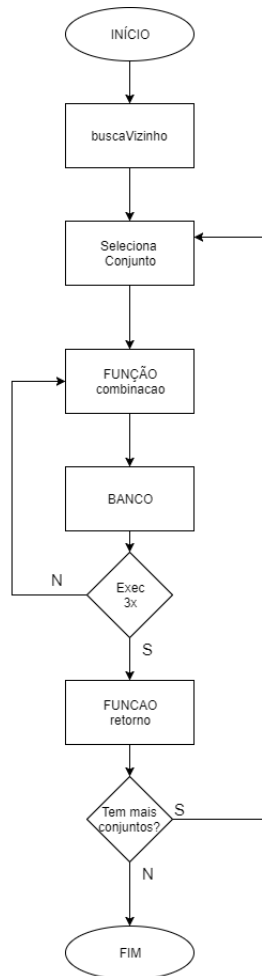 INÍCIO
buscaVizinho
Seleciona
Conjunto
FUNÇÃO
combinacao
BANCO
N
Exec
3x
S
FUNCAO
retorno
Tem mais
conjuntos?
S
N
FIM